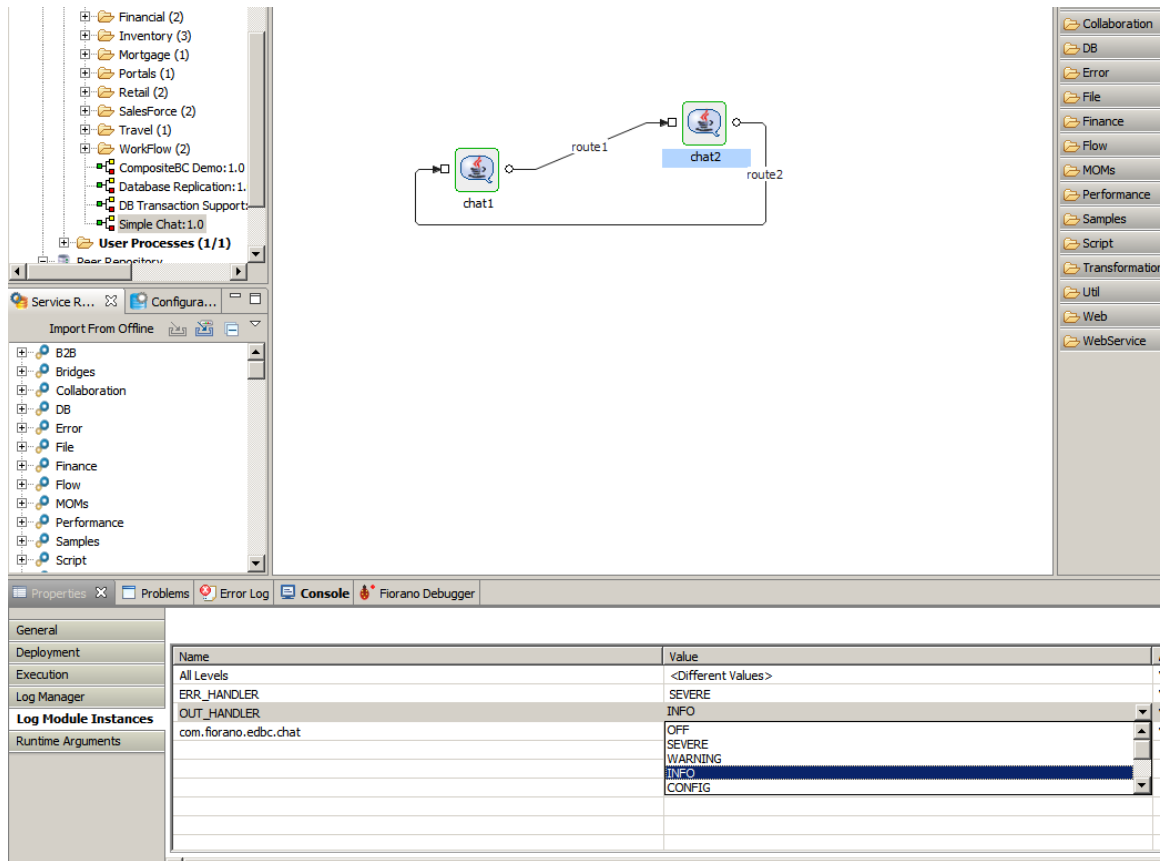 Financial (2)
Inventory (3)
Mortgage (1)
Portals (1)
Retail (2)
SalesForce (2)
Travel (1)
WorkFlow (2)
CompositeBC Demo:1.0
Database Replication:1.
DB Transaction Support:
Simple Chat:1.0
User Processes (1/1)
Peer Repository
Service R...
Configura...
Import From Offline
B2B
Bridges
Collaboration
DB
Error
File
Finance
Flow
MOMs
Performance
Samples
Script
route1
chat2
route2
chat1
Collaboration
DB
Error
File
Finance
Flow
MOMs
Performance
Samples
Script
Transformation
Util
Web
WebService
Properties
Problems
Error Log
Console
Fiorano Debugger
General
Deployment
Execution
Log Manager
Log Module Instances
Runtime Arguments
Name Value
All Levels <Different Values>
ERR_HANDLER SEVERE
OUT_HANDLER INFO
com.fiorano.edbc.chat
OFF
SEVERE
WARNING
INFO
CONFIG